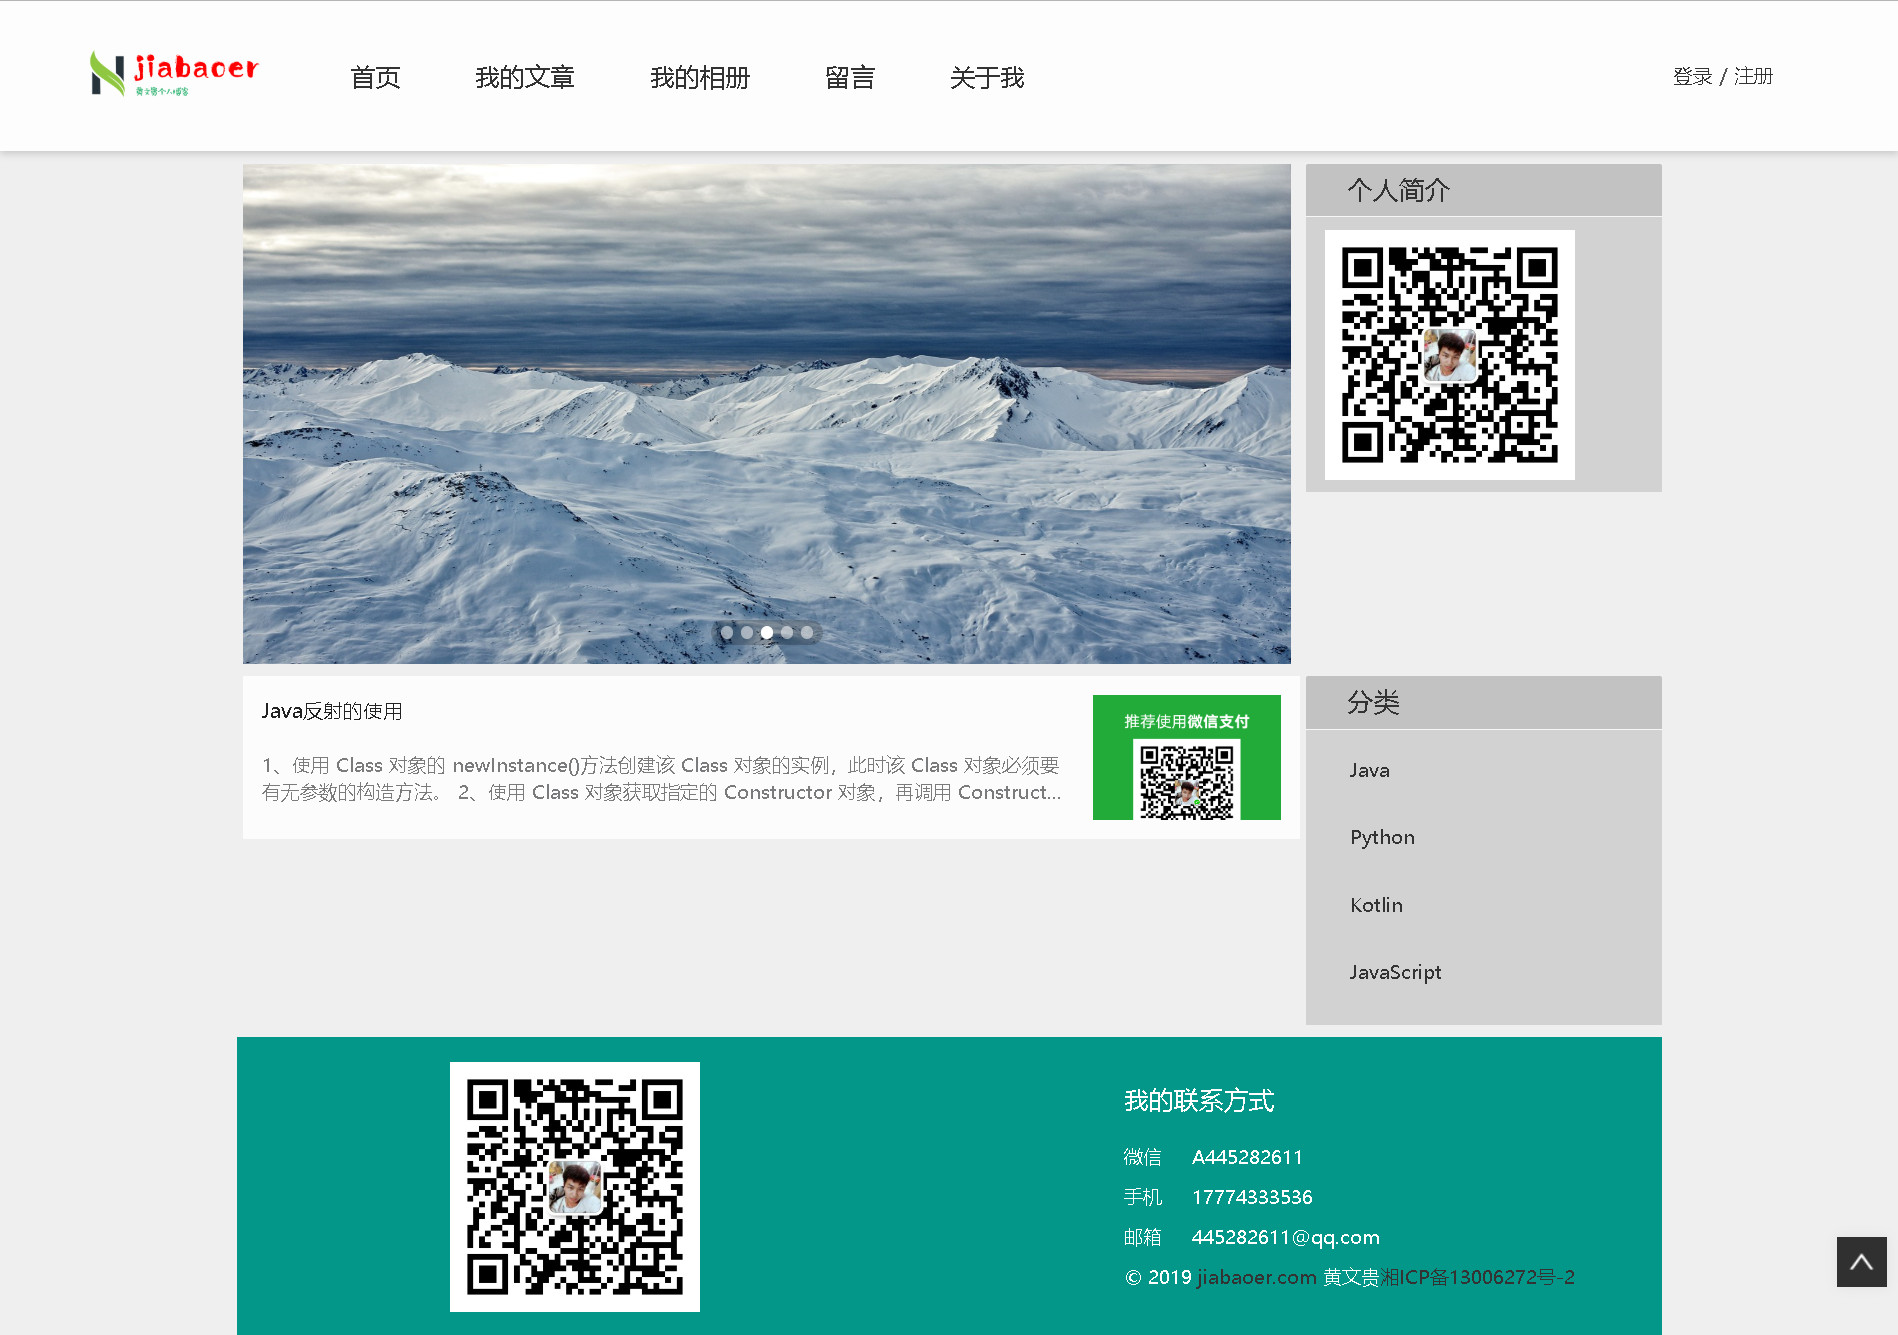 jiabaoer
首页 我的文章 我的相册 留言 关于我 登录 / 注册
个人简介
Java反射的使用
1、使用 Class 对象的 newInstance()方法创建该 Class 对象的实例，此时该 Class 对象必须要
有无参数的构造方法。 2、使用 Class 对象获取指定的 Constructor 对象，再调用 Construct...
推荐使用微信支付
分类
Java
Python
Kotlin
JavaScript
我的联系方式
微信 A445282611
手机 17774333536
邮箱 445282611@qq.com
© 2019 jiabaoer.com 黄文贵湘ICP备13006272号-2